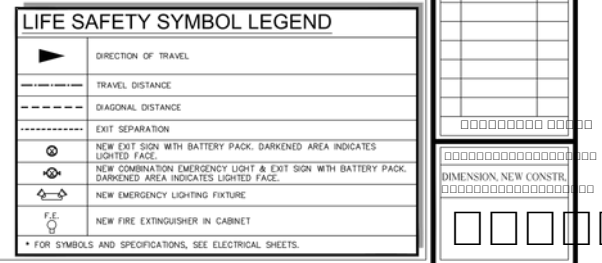 LIFE SAFETY SYMBOL LEGEND
DIRECTION OF TRAVEL
TRAVEL DISTANCE
DIAGONAL DISTANCE
EXIT SEPARATION
NEW EXIT SIGN WITH BATTERY PACK. DARKENED AREA INDICATES
LIGHTED FACE.
NEW COMBINATION EMERGENCY LIGHT & EXIT SIGN WITH BATTERY PACK.
DARKENED AREA INDICATES LIGHTED FACE.
NEW EMERGENCY LIGHTING FIXTURE
F.E.
NEW FIRE EXTINGUISHER IN CABINET
* FOR SYMBOLS AND SPECIFICATIONS, SEE ELECTRICAL SHEETS.
DIMENSION, NEW CONSTR.